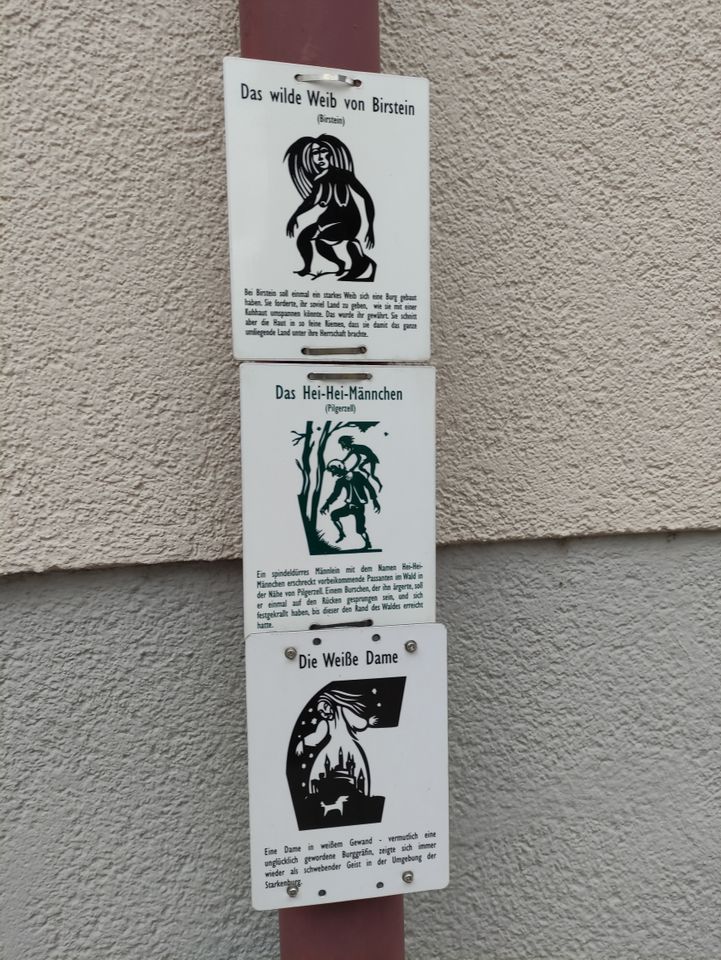 Das wilde Weib von Birstein
(Birstein)
Bei Birstein soll einmal ein starkes Weib sich eine Burg gebaut
haben. Sie forderte, ihr soviel Land zu geben, wie sie mit einer
Kuhhaut umspannen könnte. Das wurde ihr gewährt. Sie schnitt
aber die Haut in so feine Riemen, dass sie damit das ganze
umliegende Land unter ihre Herrschaft brachte.
Das Hei-Hei-Männchen
(Pilgerzell)
Ein spindeldürres Männlein mit dem Namen Hei-Hei-
Männchen erschreckt vorbeikommende Passanten im Wald in
der Nähe von Pilgerzell. Einem Burschen, der ihn ärgerte, soll
er einmal auf den Rücken gesprungen sein, und sich
festgekrallt haben, bis dieser den Rand des Waldes erreicht
hatte.
Die Weiße Dame
Eine Dame in weißem Gewand - vermutlich eine
unglücklich gewordene Burggräfin, zeigte sich immer
wieder als schwebender Geist in der Umgebung der
Starkenburg.